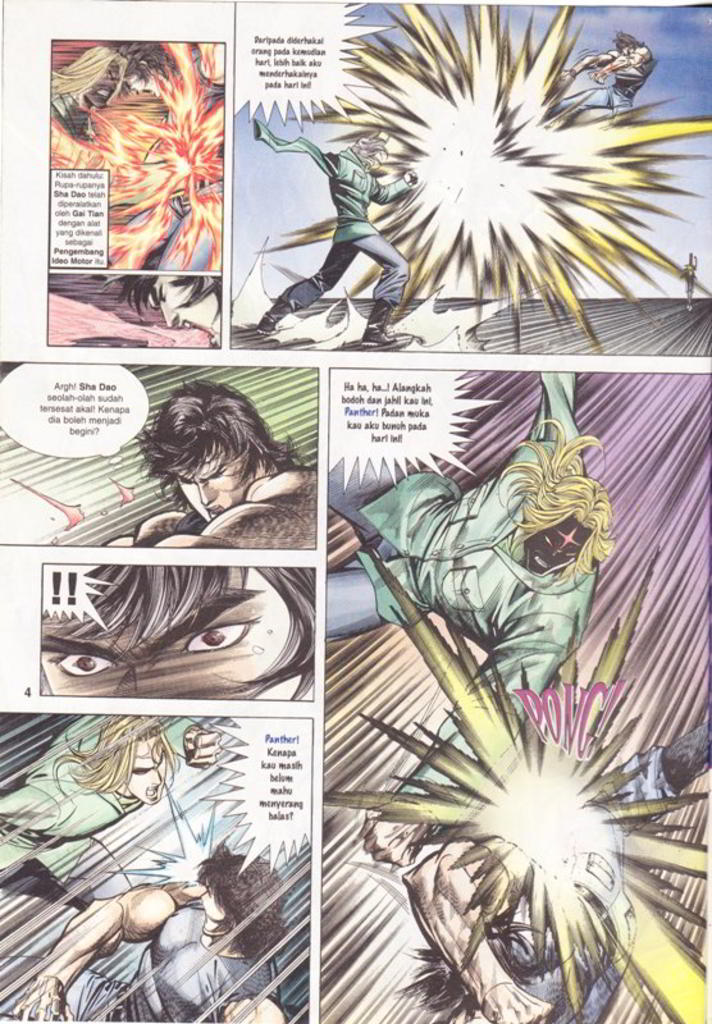 Kisah dahulu:
Rupa-rupanya
Sha Dao telah
diperalatkan
oleh Gai Tian
dengan alat
yang dikenali
sebagai
Pengembang
Ideo Motor itu.
Daripada diderhakai
orang pada kemudian
hari, lebih baik aku
menderhakainya
pada hari ini!
Argh! Sha Dao
seolah-olah sudah
tersesat akal! Kenapa
dia boleh menjadi
begini?
!!
4
Panther!
Kenapa
kau masih
belum
mahu
menyerang
balas?
Ha ha, ha...! Alangkah
bodoh dan jahil kau ini,
Panther! Padan muka
kau aku bunuh pada
hari ini!
PONG!